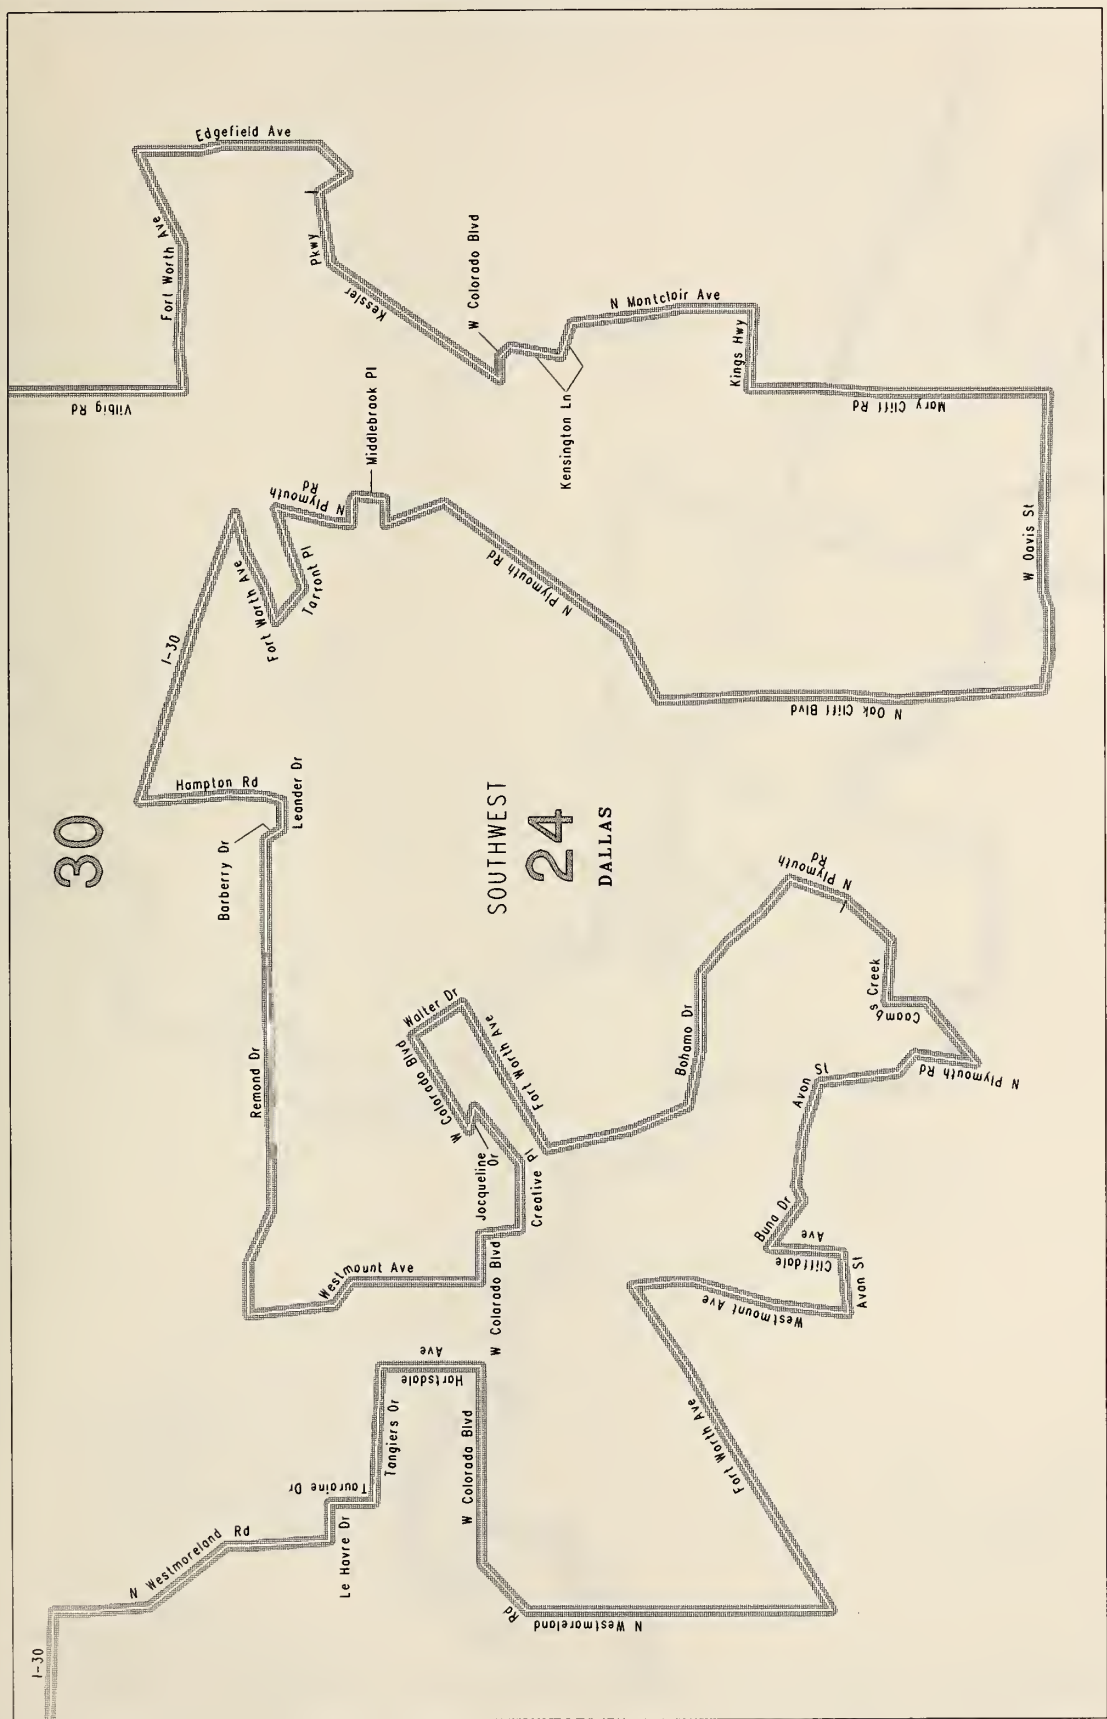 I-30
N Westmoreland Rd
Le Havre Dr
Touraine Dr
Tangiers Dr
Hartsdale Ave
W Colorado Blvd
N Westmoreland Rd
Fort Worth Ave
Westmount Ave
Avon St
Cliffdale Ave
Buna Dr
Avon St
N Plymouth Rd
Coombs Creek
N Plymouth Rd
Bahama Dr
Fort Worth Ave
Walter Dr
W Colorado Blvd
Jacqueline Dr
Creative Pl
W Colorado Blvd
Westmount Ave
Remond Dr
Barberry Dr
Leander Dr
Hampton Rd
30
SOUTHWEST
24
DALLAS
I-30
Fort Worth Ave
Tarrant Pl
N Plymouth
Rd
Middlebrook Pl
N Plymouth Rd
N Oak Cliff Blvd
W Davis St
Mary Cliff Rd
Kings Hwy
N Montclair Ave
Kensington Ln
W Colorado Blvd
Kessler Pkwy
Edgefield Ave
Fort Worth Ave
Vilbig Rd